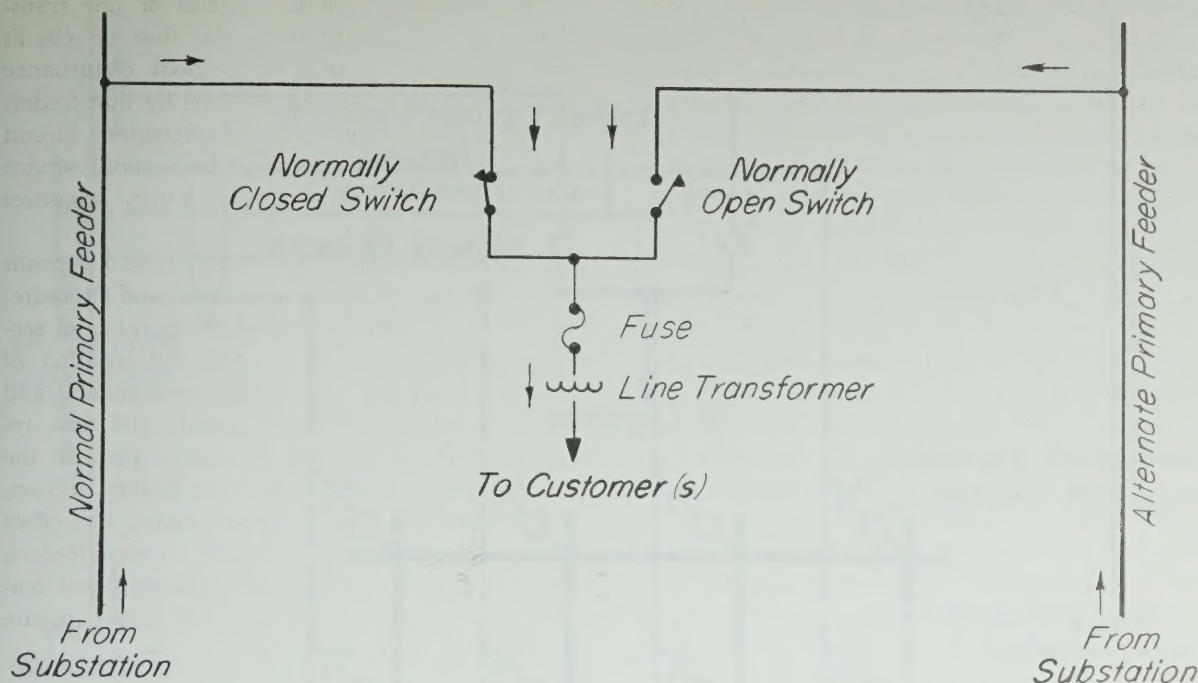 Normal Primary Feeder
Normally
Closed Switch
Normally
Open Switch
Alternate Primary Feeder
Fuse
Line Transformer
To Customer (s)
From
Substation
From
Substation